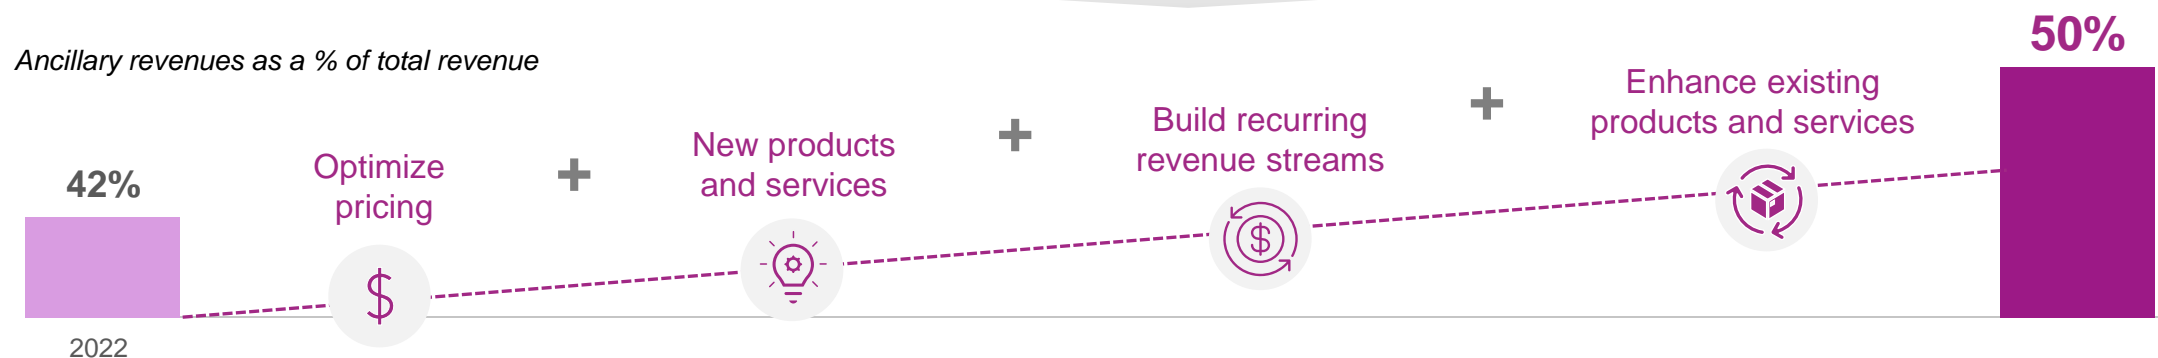 Ancillary revenues as a % of total revenue
42%
2022
Optimize
pricing
+
New products
and services
+
Build recurring
revenue streams
+
Enhance existing
products and services
50%
$
$